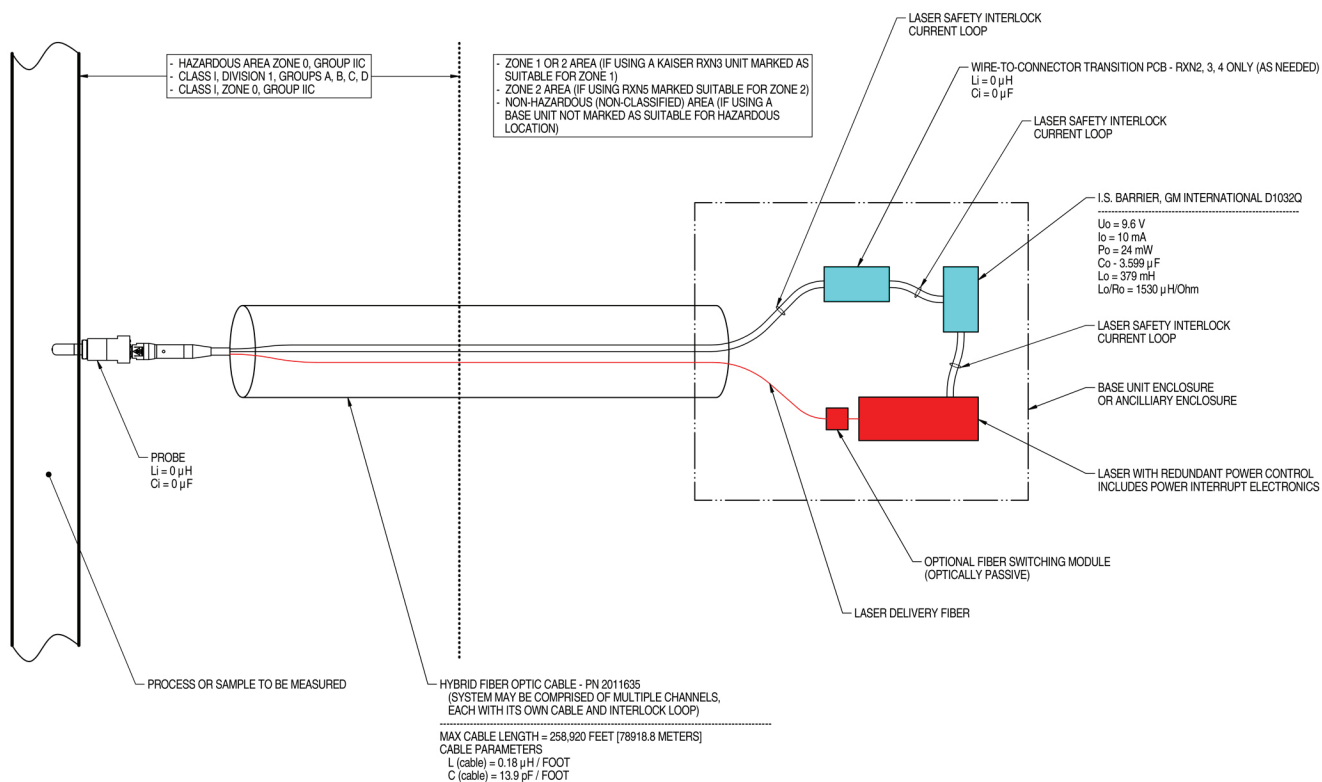 LASER SAFETY INTERLOCK
CURRENT LOOP
- HAZARDOUS AREA ZONE 0, GROUP IIC
- CLASS I, DIVISION 1, GROUPS A, B, C, D
- CLASS I, ZONE 0, GROUP IIC
- ZONE 1 OR 2 AREA (IF USING A KAISER RXN3 UNIT MARKED AS
SUITABLE FOR ZONE 1)
- ZONE 2 AREA (IF USING RXN5 MARKED SUITABLE FOR ZONE 2)
- NON-HAZARDOUS (NON-CLASSIFIED) AREA (IF USING A
BASE UNIT NOT MARKED AS SUITABLE FOR HAZARDOUS
LOCATION)
WIRE-TO-CONNECTOR TRANSITION PCB - RXN2, 3, 4 ONLY (AS NEEDED)
Li = 0 µH
Ci = 0 µF
LASER SAFETY INTERLOCK
CURRENT LOOP
I.S. BARRIER, GM INTERNATIONAL D1032Q
Uo = 9.6 V
Io = 10 mA
Po = 24 mW
Co - 3.599 µF
Lo = 379 mH
Lo/Ro = 1530 µH/Ohm
LASER SAFETY INTERLOCK
CURRENT LOOP
BASE UNIT ENCLOSURE
OR ANCILLIARY ENCLOSURE
PROBE
Li = 0 µH
Ci = 0 µF
LASER WITH REDUNDANT POWER CONTROL
INCLUDES POWER INTERRUPT ELECTRONICS
OPTIONAL FIBER SWITCHING MODULE
(OPTICALLY PASSIVE)
LASER DELIVERY FIBER
PROCESS OR SAMPLE TO BE MEASURED
HYBRID FIBER OPTIC CABLE - PN 2011635
(SYSTEM MAY BE COMPRISED OF MULTIPLE CHANNELS,
EACH WITH ITS OWN CABLE AND INTERLOCK LOOP)
MAX CABLE LENGTH = 258,920 FEET [78918.8 METERS]
CABLE PARAMETERS
L (cable) = 0.18 µH / FOOT
C (cable) = 13.9 pF / FOOT